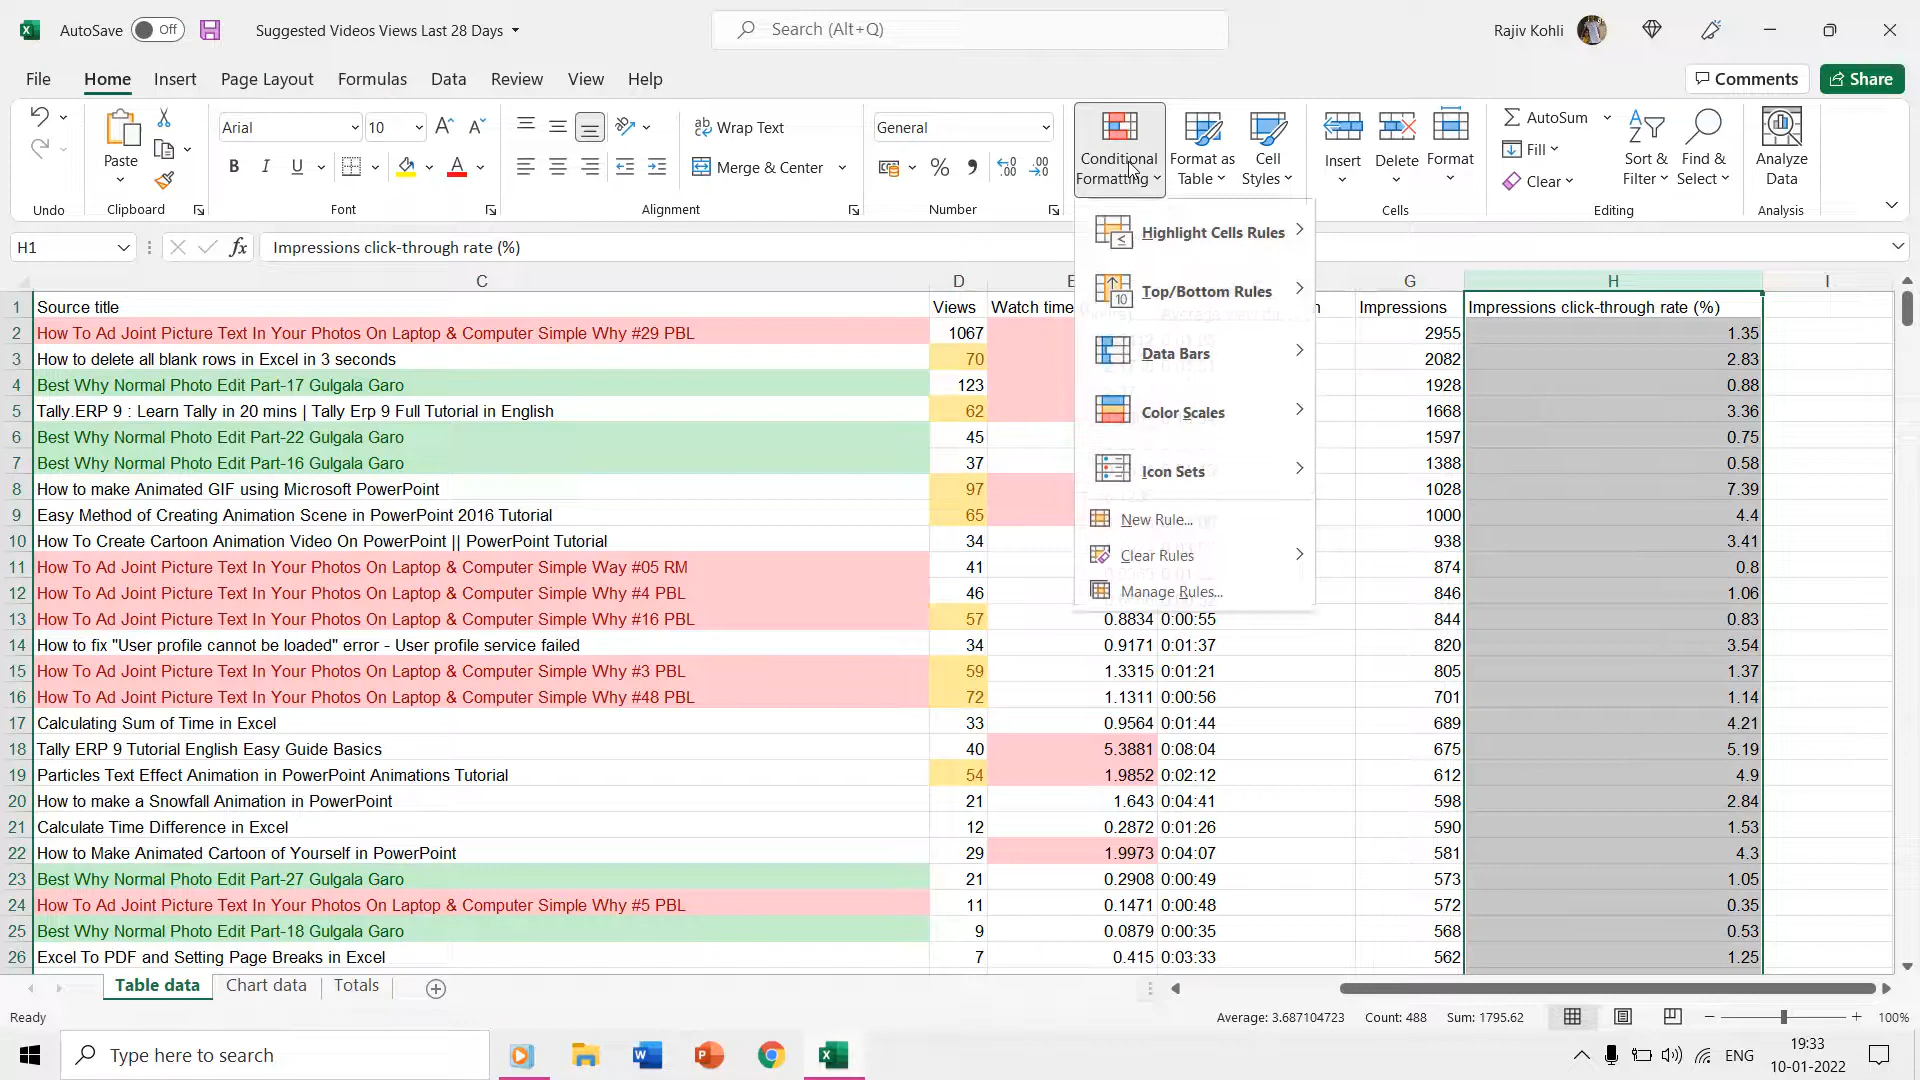 AutoSave Off Suggested Videos Views Last 28 Days Search (Alt+Q) Rajiv Kohli
File Home Insert Page Layout Formulas Data Review View Help Comments Share
Paste Clipboard Undo
Arial 10 B I U Font
Wrap Text
Merge & Center
Alignment
General % Number
Conditional Formatting
Format as Table
Cell Styles
Insert Delete Format Cells
AutoSum
Fill
Clear
Sort & Filter
Find & Select
Editing
Analyze Data
Analysis
H1 fx Impressions click-through rate (%)
Highlight Cells Rules
Top/Bottom Rules
Data Bars
Color Scales
Icon Sets
New Rule...
Clear Rules
Manage Rules...
C D E G H I
1 Source title Views Watch time Impressions Impressions click-through rate (%)
2 How To Ad Joint Picture Text In Your Photos On Laptop & Computer Simple Why #29 PBL 1067 2955 1.35
3 How to delete all blank rows in Excel in 3 seconds 70 2082 2.83
4 Best Why Normal Photo Edit Part-17 Gulgala Garo 123 1928 0.88
5 Tally.ERP 9 : Learn Tally in 20 mins | Tally Erp 9 Full Tutorial in English 62 1668 3.36
6 Best Why Normal Photo Edit Part-22 Gulgala Garo 45 1597 0.75
7 Best Why Normal Photo Edit Part-16 Gulgala Garo 37 1388 0.58
8 How to make Animated GIF using Microsoft PowerPoint 97 1028 7.39
9 Easy Method of Creating Animation Scene in PowerPoint 2016 Tutorial 65 1000 4.4
10 How To Create Cartoon Animation Video On PowerPoint || PowerPoint Tutorial 34 938 3.41
11 How To Ad Joint Picture Text In Your Photos On Laptop & Computer Simple Way #05 RM 41 874 0.8
12 How To Ad Joint Picture Text In Your Photos On Laptop & Computer Simple Why #4 PBL 46 846 1.06
13 How To Ad Joint Picture Text In Your Photos On Laptop & Computer Simple Why #16 PBL 57 0.8834 0:00:55 844 0.83
14 How to fix "User profile cannot be loaded" error - User profile service failed 34 0.9171 0:01:37 820 3.54
15 How To Ad Joint Picture Text In Your Photos On Laptop & Computer Simple Why #3 PBL 59 1.3315 0:01:21 805 1.37
16 How To Ad Joint Picture Text In Your Photos On Laptop & Computer Simple Why #48 PBL 72 1.1311 0:00:56 701 1.14
17 Calculating Sum of Time in Excel 33 0.9564 0:01:44 689 4.21
18 Tally ERP 9 Tutorial English Easy Guide Basics 40 5.3881 0:08:04 675 5.19
19 Particles Text Effect Animation in PowerPoint Animations Tutorial 54 1.9852 0:02:12 612 4.9
20 How to make a Snowfall Animation in PowerPoint 21 1.643 0:04:41 598 2.84
21 Calculate Time Difference in Excel 12 0.2872 0:01:26 590 1.53
22 How to Make Animated Cartoon of Yourself in PowerPoint 29 1.9973 0:04:07 581 4.3
23 Best Why Normal Photo Edit Part-27 Gulgala Garo 21 0.2908 0:00:49 573 1.05
24 How To Ad Joint Picture Text In Your Photos On Laptop & Computer Simple Why #5 PBL 11 0.1471 0:00:48 572 0.35
25 Best Why Normal Photo Edit Part-18 Gulgala Garo 9 0.0879 0:00:35 568 0.53
26 Excel To PDF and Setting Page Breaks in Excel 7 0.415 0:03:33 562 1.25
Table data Chart data Totals
Ready Average: 3.687104723 Count: 488 Sum: 1795.62 100%
Type here to search ENG 19:33
10-01-2022